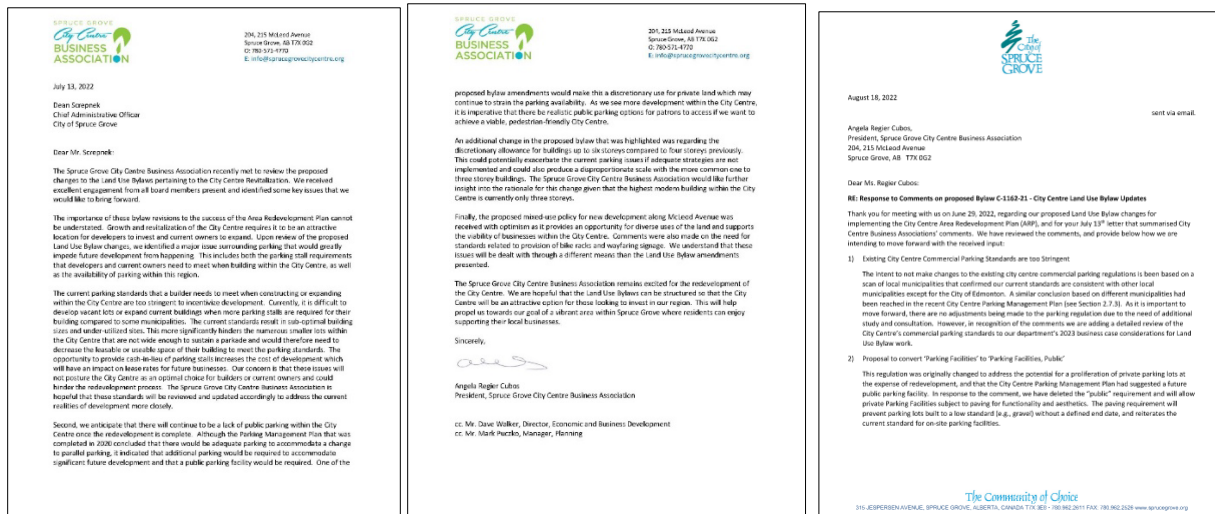 SPRUCE GROVE
City Centre
BUSINESS
ASSOCIATION
204, 215 McLeod Avenue
Spruce Grove, AB T7X 0G2
O: 780-571-4770
E: info@sprucegrovecitycentre.org
July 13, 2022
Dean Screpnek
Chief Administrative Officer
City of Spruce Grove
Dear Mr. Screpnek:
The Spruce Grove City Centre Business Association recently met to review the proposed
changes to the Land Use Bylaws pertaining to the City Centre Revitalization. We received
excellent engagement from all board members present and identified some key issues that we
would like to bring forward.
The importance of these bylaw revisions to the success of the Area Redevelopment Plan cannot
be understated. Growth and revitalization of the City Centre requires it to be an attractive
location for developers to invest and current owners to expand. Upon review of the proposed
Land Use Bylaw changes, we identified a major issue surrounding parking that would greatly
impede future development from happening. This includes both the parking stall requirements
that developers and current owners need to meet when building within the City Centre, as well
as the availability of parking within this region.
The current parking standards that a builder needs to meet when constructing or expanding
within the City Centre are too stringent to incentivize development. Currently, it is difficult to
develop vacant lots or expand current buildings when more parking stalls are required for their
building compared to some municipalities. The current standards result in sub-optimal building
sizes and under-utilized sites. This more significantly hinders the numerous smaller lots within
the City Centre that are not wide enough to sustain a parkade and would therefore need to
decrease the leasable or useable space of their building to meet the parking standards. The
opportunity to provide cash-in-lieu of parking stalls increases the cost of development which
will have an impact on lease rates for future businesses. Our concern is that these issues will
not posture the City Centre as an optimal choice for builders or current owners and could
hinder the redevelopment process. The Spruce Grove City Centre Business Association is
hopeful that these standards will be reviewed and updated accordingly to address the current
realities of development more closely.
Second, we anticipate that there will continue to be a lack of public parking within the City
Centre once the redevelopment is complete. Although the Parking Management Plan that was
completed in 2020 concluded that there would be adequate parking to accommodate a change
to parallel parking, it indicated that additional parking would be required to accommodate
significant future development and that a public parking facility would be required. One of the
SPRUCE GROVE
City Centre
BUSINESS
ASSOCIATION
204, 215 McLeod Avenue
Spruce Grove, AB T7X 0G2
O: 780-571-4770
E: info@sprucegrovecitycentre.org
proposed bylaw amendments would make this a discretionary use for private land which may
continue to strain the parking availability. As we see more development within the City Centre,
it is imperative that there be realistic public parking options for patrons to access if we want to
achieve a viable, pedestrian-friendly City Centre.
An additional change in the proposed bylaw that was highlighted was regarding the
discretionary allowance for buildings up to six storeys compared to four storeys previously.
This could potentially exacerbate the current parking issues if adequate strategies are not
implemented and could also produce a disproportionate scale with the more common one to
three storey buildings. The Spruce Grove City Centre Business Association would like further
insight into the rationale for this change given that the highest modern building within the City
Centre is currently only three storeys.
Finally, the proposed mixed-use policy for new development along McLeod Avenue was
received with optimism as it provides an opportunity for diverse uses of the land and supports
the viability of businesses within the City Centre. Comments were also made on the need for
standards related to provision of bike racks and wayfaring signage. We understand that these
issues will be dealt with through a different means than the Land Use Bylaw amendments
presented.
The Spruce Grove City Centre Business Association remains excited for the redevelopment of
the City Centre. We are hopeful that the Land Use Bylaws can be structured so that the City
Centre will be an attractive option for those looking to invest in our region. This will help
propel us towards our goal of a vibrant area within Spruce Grove where residents can enjoy
supporting their local businesses.
Sincerely,
Angela Regier Cubos
President, Spruce Grove City Centre Business Association
cc. Mr. Dave Walker, Director, Economic and Business Development
cc. Mr. Mark Puczko, Manager, Planning
The
City of
SPRUCE
GROVE
August 18, 2022
sent via email.
Angela Regier Cubos,
President, Spruce Grove City Centre Business Association
204, 215 McLeod Avenue
Spruce Grove, AB T7X 0G2
Dear Ms. Regier Cubos:
RE: Response to Comments on proposed Bylaw C-1162-21 - City Centre Land Use Bylaw Updates
Thank you for meeting with us on June 29, 2022, regarding our proposed Land Use Bylaw changes for
implementing the City Centre Area Redevelopment Plan (ARP), and for your July 13th letter that summarised City
Centre Business Associations' comments. We have reviewed the comments, and provide below how we are
intending to move forward with the received input:
1) Existing City Centre Commercial Parking Standards are too Stringent
The intent to not make changes to the existing city centre commercial parking regulations is been based on a
scan of local municipalities that confirmed our current standards are consistent with other local
municipalities except for the City of Edmonton. A similar conclusion based on different municipalities had
been reached in the recent City Centre Parking Management Plan (see Section 2.7.3). As it is important to
move forward, there are no adjustments being made to the parking regulation due to the need of additional
study and consultation. However, in recognition of the comments we are adding a detailed review of the
City Centre's commercial parking standards to our department's 2023 business case considerations for Land
Use Bylaw work.
2) Proposal to convert 'Parking Facilities' to 'Parking Facilities, Public'
This regulation was originally changed to address the potential for a proliferation of private parking lots at
the expense of redevelopment, and that the City Centre Parking Management Plan had suggested a future
public parking facility. In response to the comment, we have deleted the "public" requirement and will allow
private Parking Facilities subject to paving for functionality and aesthetics. The paving requirement will
prevent parking lots built to a low standard (e.g., gravel) without a defined end date, and reiterates the
current standard for on-site parking facilities.
The Community of Choice
315 JESPERSEN AVENUE, SPRUCE GROVE, ALBERTA, CANADA T7X 3E8 - 780.962.2611 FAX: 780.962.2526 www.sprucegrove.org